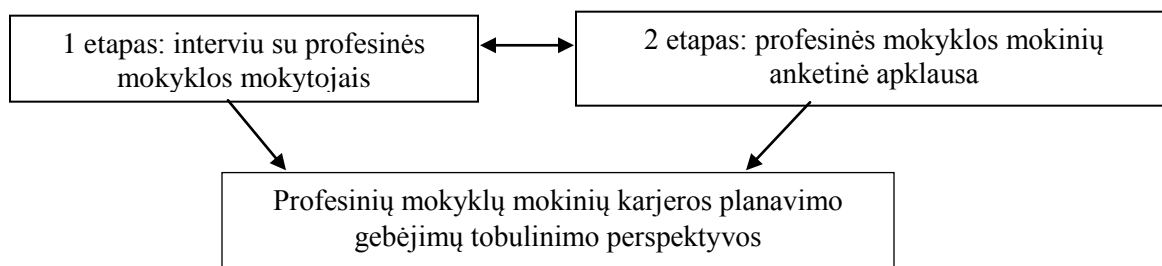 1 etapas: interviu su profesinės
mokyklos mokytojais
2 etapas: profesinės mokyklos mokinių
anketinė apklausa
Profesinių mokyklų mokinių karjeros planavimo
gebėjimų tobulinimo perspektyvos